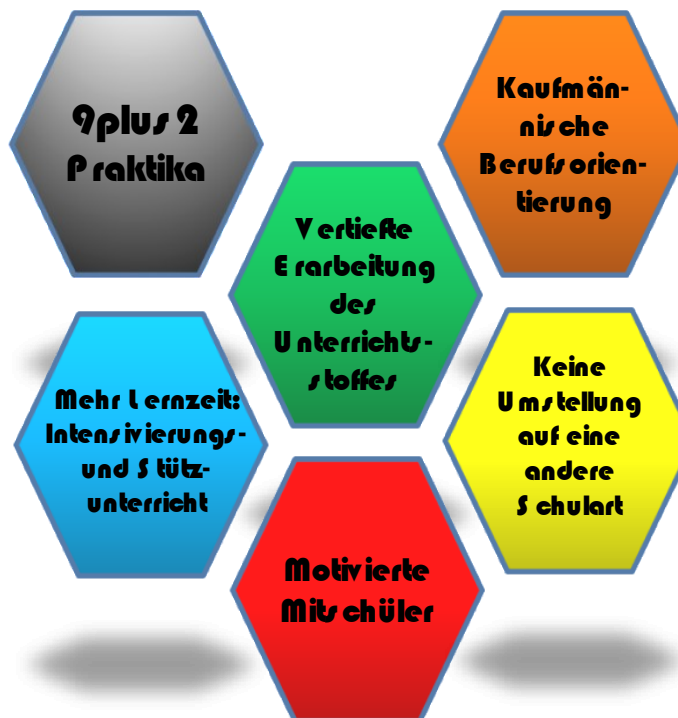 9plus 2
Praktika
Kaufmän-
nische
Berufsorien-
tierung
Vertiefte
Erarbeitung
des
Unterrichts-
stoffes
Mehr Lernzeit:
Intensivierungs-
und Stütz-
unterricht
Keine
Umstellung
auf eine
andere
Schulart
Motivierte
Mitschüler